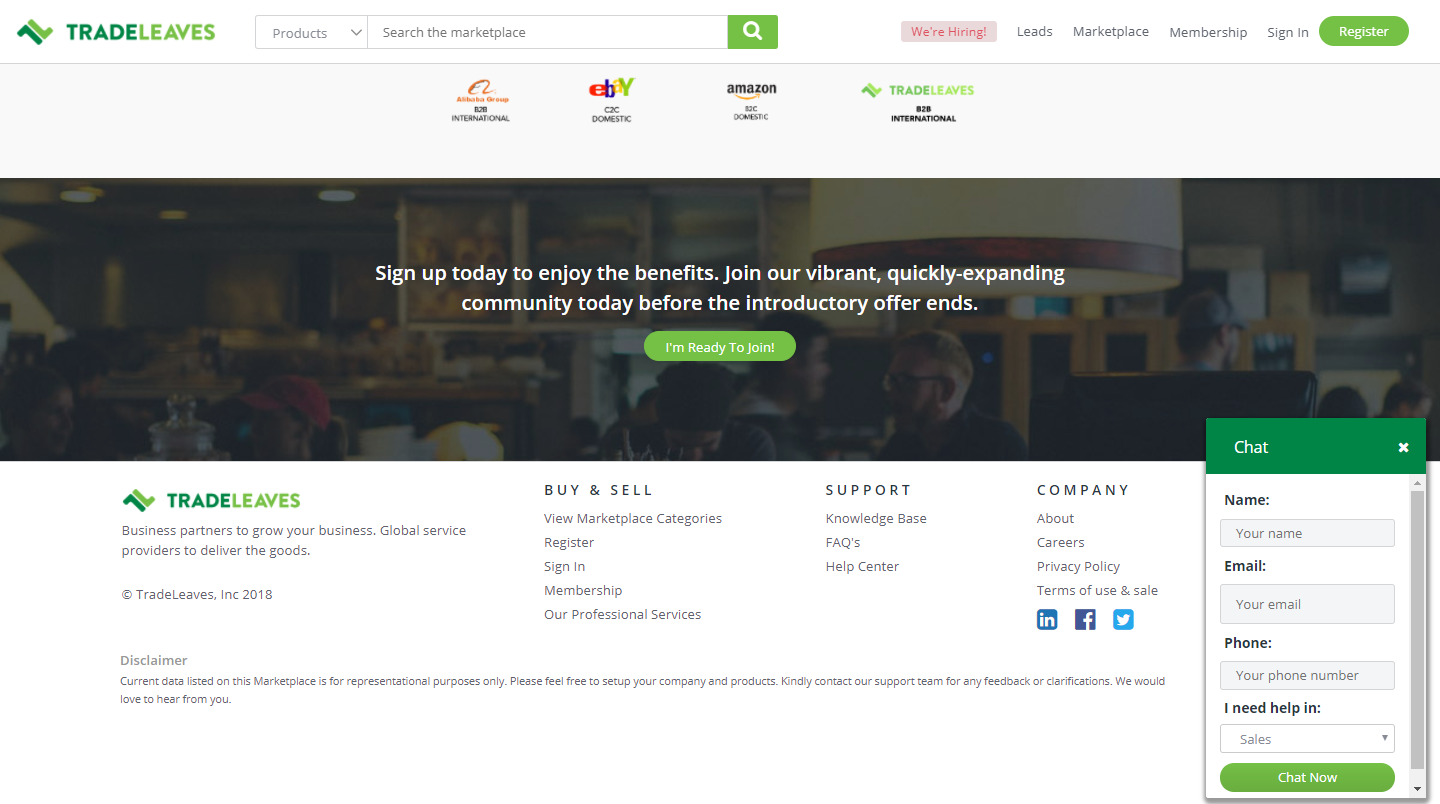 TRADELEAVES
Products
Search the marketplace
We're Hiring!
Leads
Marketplace
Membership
Sign In
Register
Alibaba Group
B2B
INTERNATIONAL
ebay
C2C
DOMESTIC
amazon
B2C
DOMESTIC
TRADELEAVES
B2B
INTERNATIONAL
Sign up today to enjoy the benefits. Join our vibrant, quickly-expanding
community today before the introductory offer ends.
I'm Ready To Join!
TRADELEAVES
Business partners to grow your business. Global service
providers to deliver the goods.
© TradeLeaves, Inc 2018
BUY & SELL
View Marketplace Categories
Register
Sign In
Membership
Our Professional Services
SUPPORT
Knowledge Base
FAQ's
Help Center
COMPANY
About
Careers
Privacy Policy
Terms of use & sale
Disclaimer
Current data listed on this Marketplace is for representational purposes only. Please feel free to setup your company and products. Kindly contact our support team for any feedback or clarifications. We would
love to hear from you.
Chat
Name:
Your name
Email:
Your email
Phone:
Your phone number
I need help in:
Sales
Chat Now